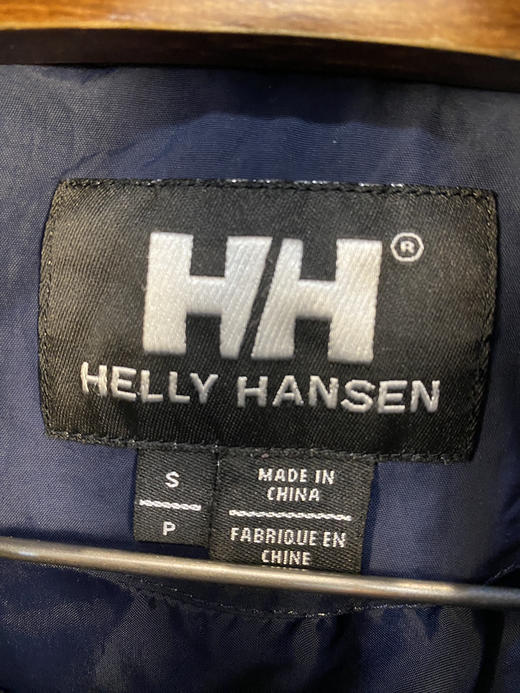 HH®
HELLY HANSEN
S
P
MADE IN
CHINA
FABRIQUE EN
CHINE